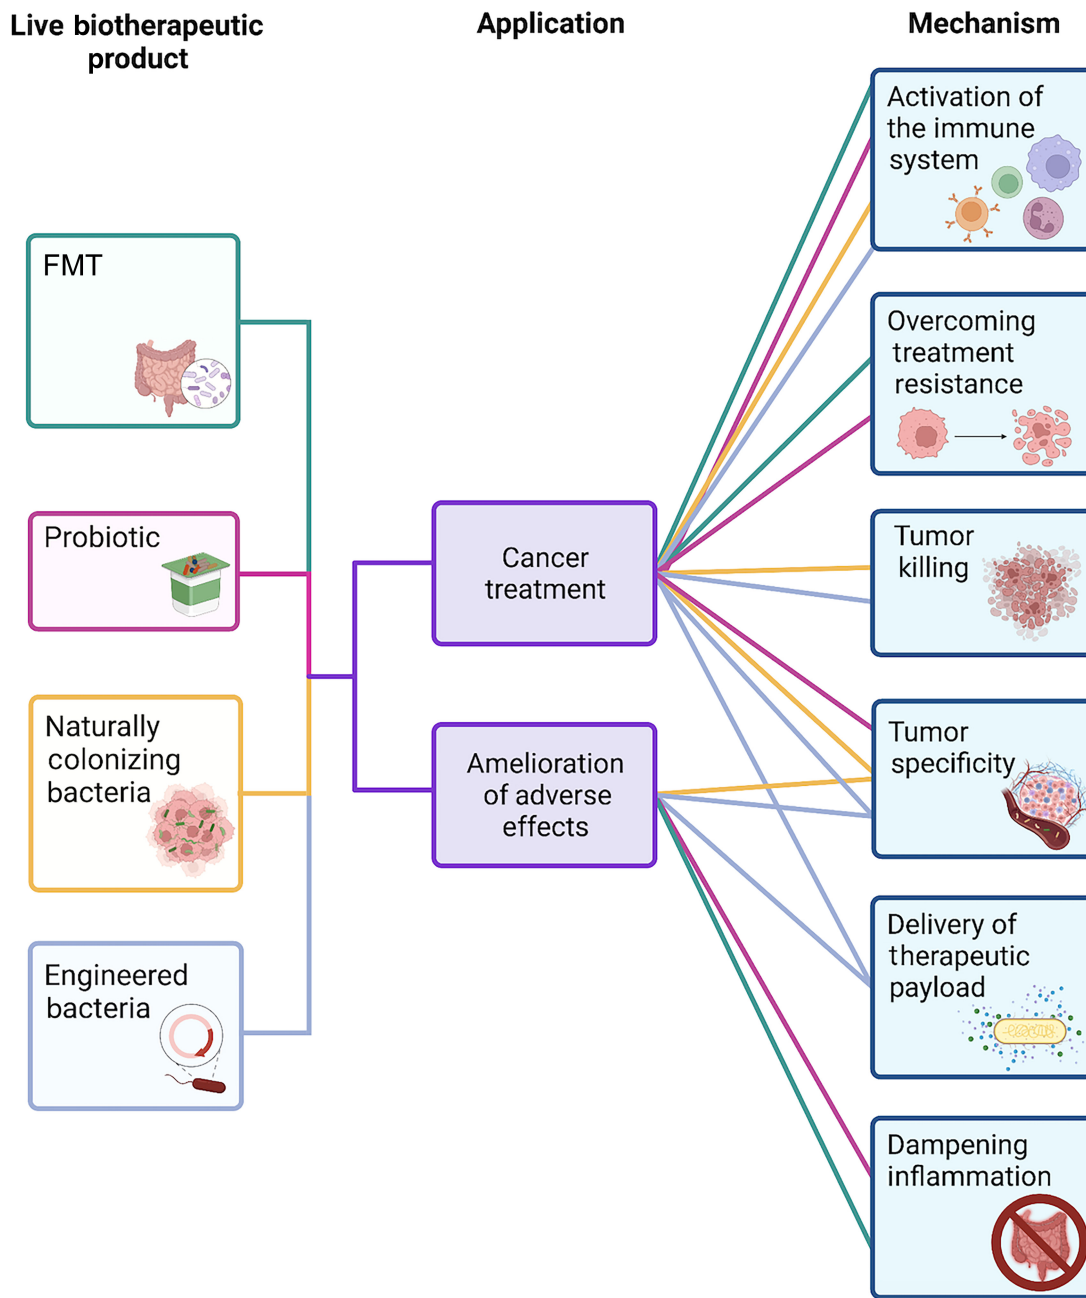 Live biotherapeutic
product
Application
Mechanism
FMT
Probiotic
Naturally
colonizing
bacteria
Engineered
bacteria
Cancer
treatment
Amelioration
of adverse
effects
Activation of
the immune
system
Overcoming
treatment
resistance
Tumor
killing
Tumor
specificity
Delivery of
therapeutic
payload
Dampening
inflammation